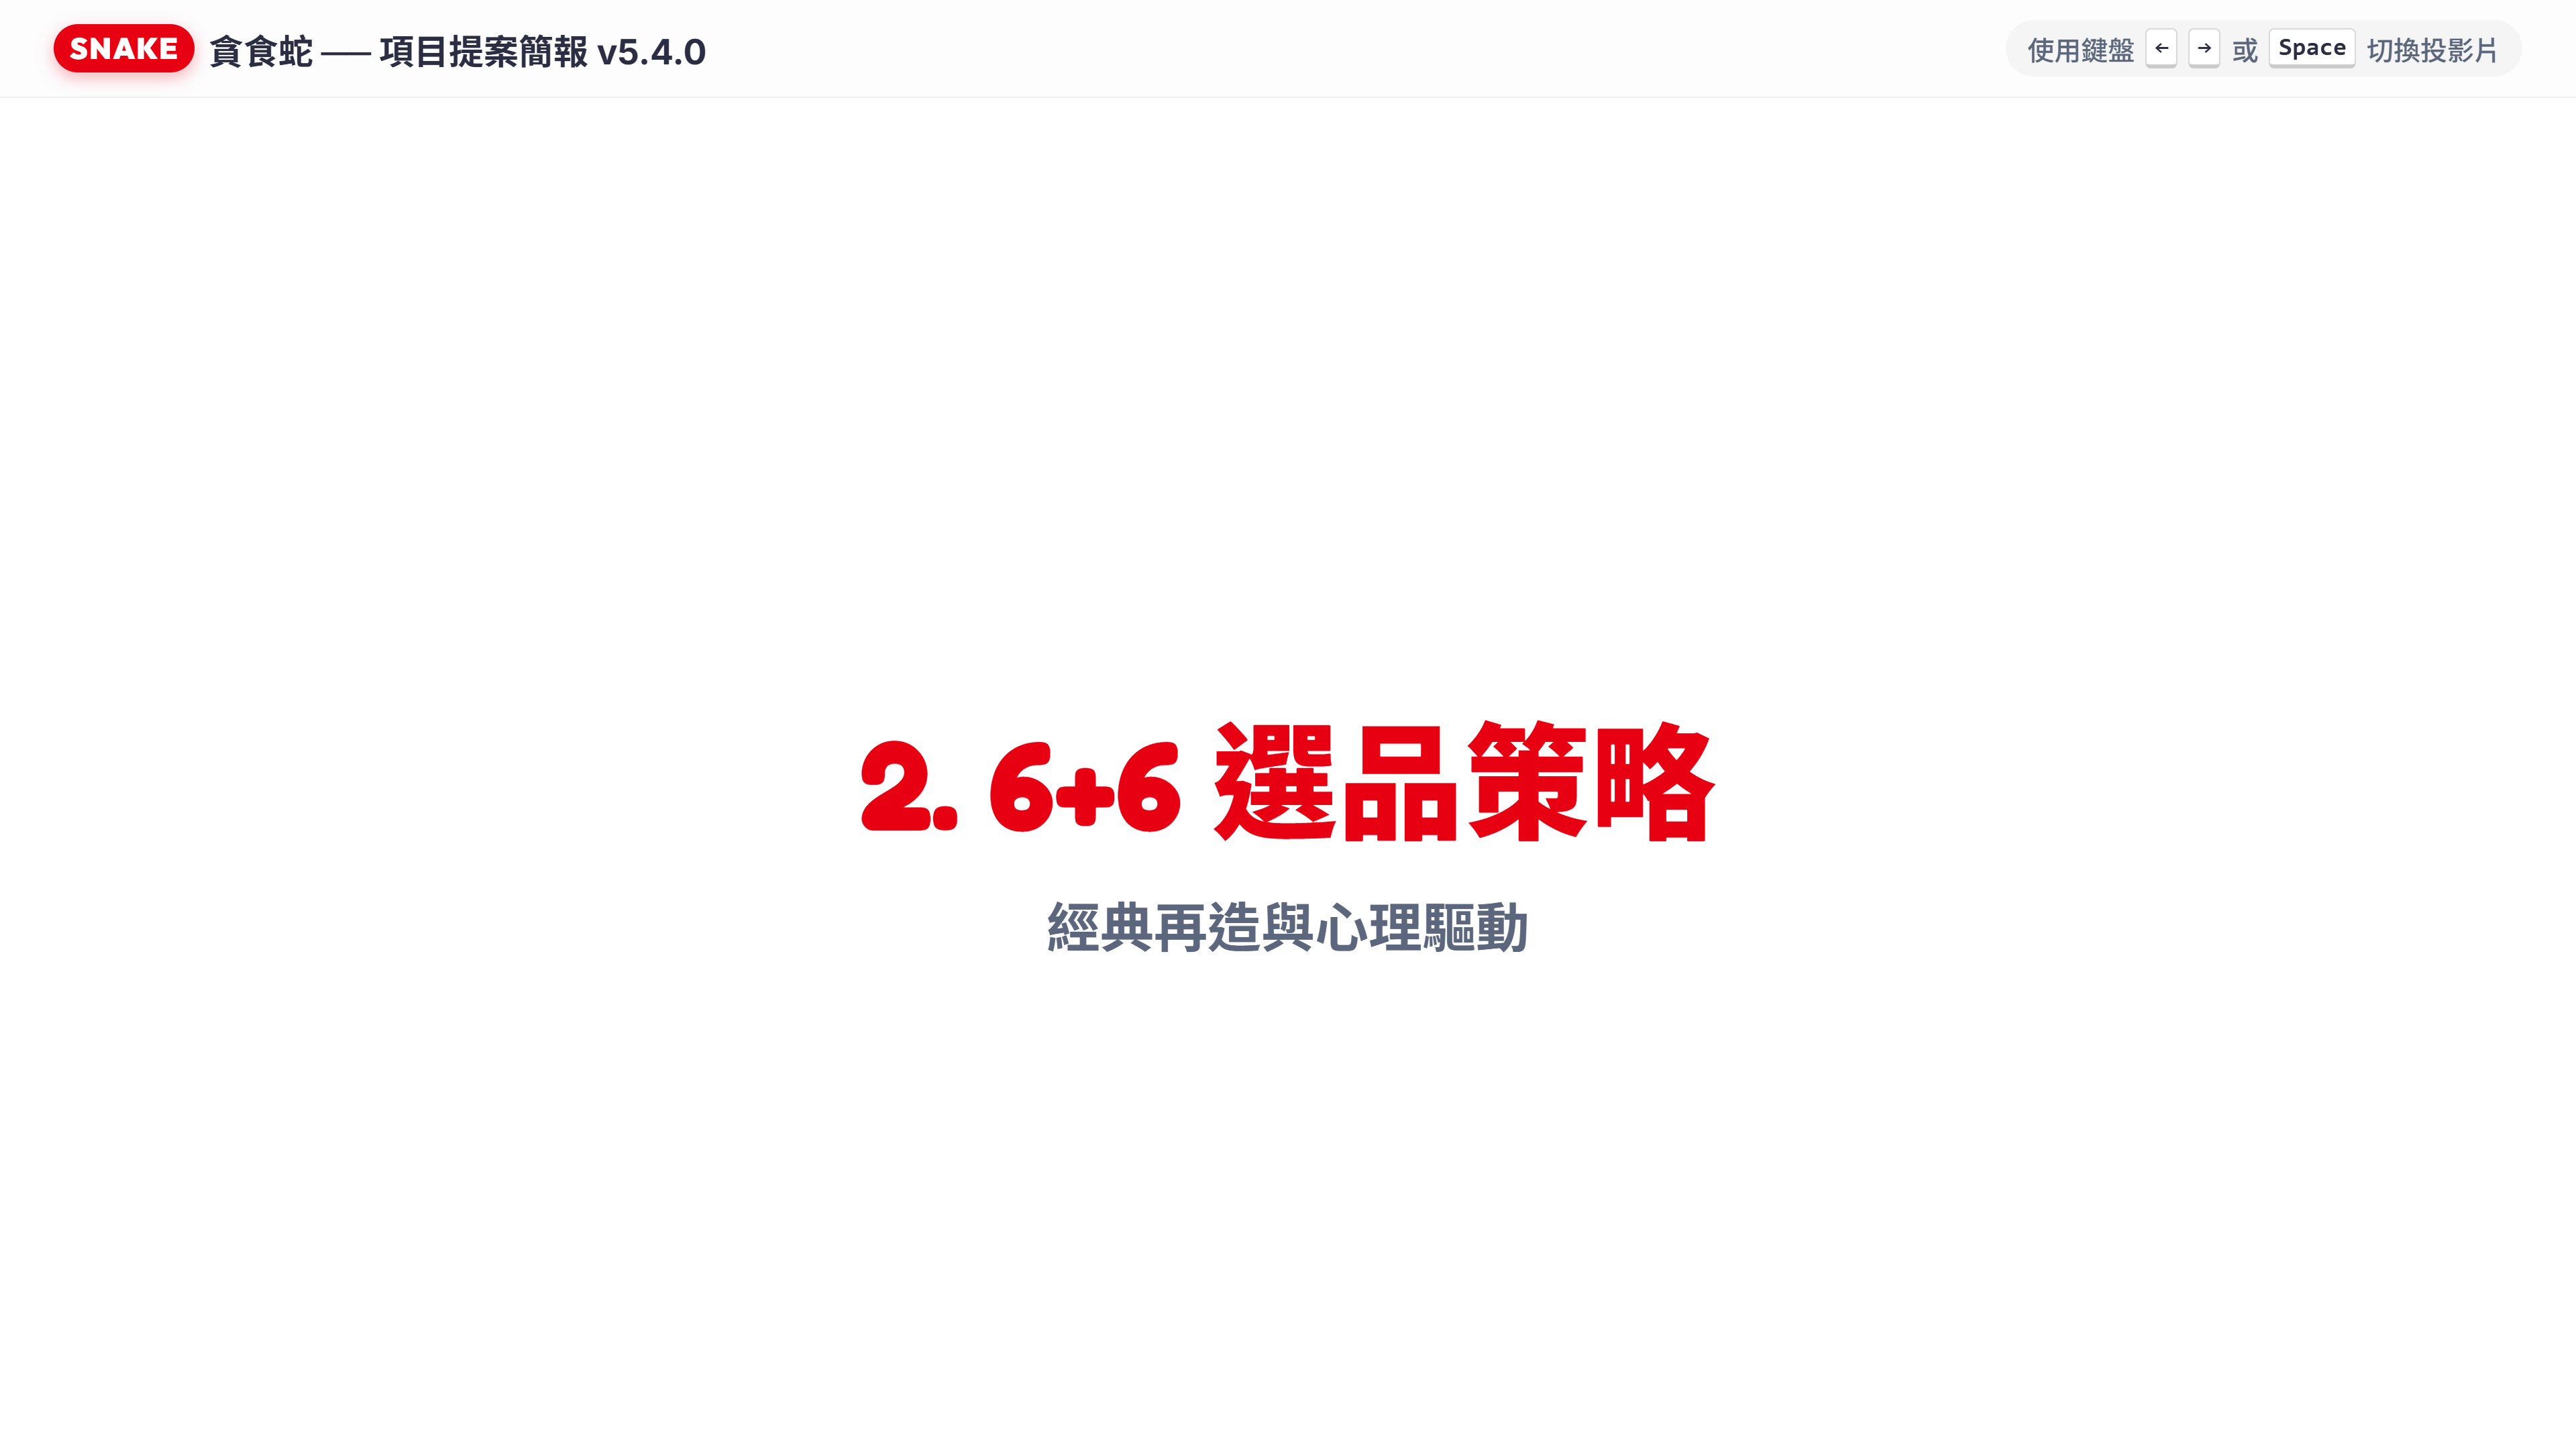 SNAKE 貪食蛇 —— 項目提案簡報 v5.4.0
使用鍵盤 ← → 或 Space 切換投影片
2. 6+6 選品策略
經典再造與心理驅動